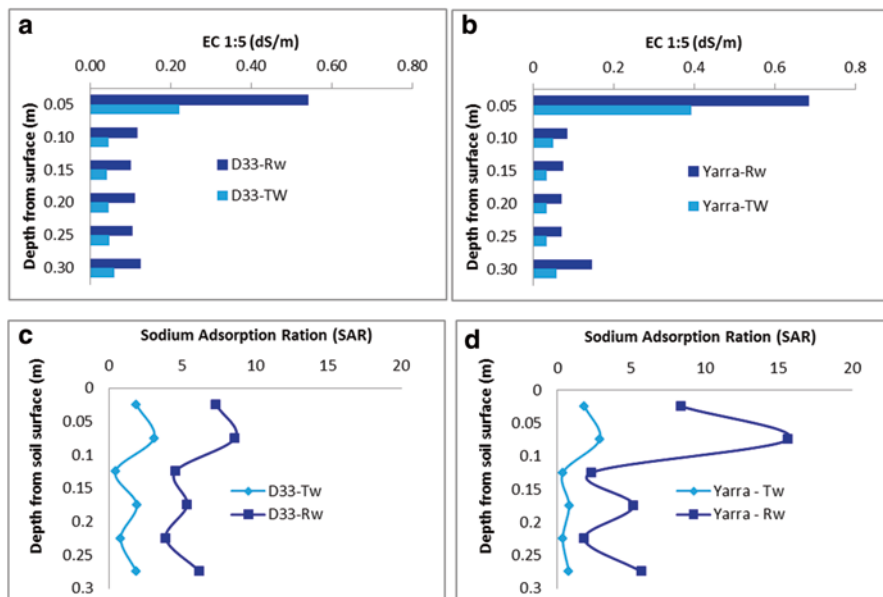 a
EC 1:5 (dS/m)
0.00 0.20 0.40 0.60 0.80
Depth from surface (m)
0.05
0.10
0.15
0.20
0.25
0.30
D33-Rw
D33-TW
b
EC 1:5 (dS/m)
0 0.2 0.4 0.6 0.8
Depth from surface (m)
0.05
0.10
0.15
0.20
0.25
0.30
Yarra-Rw
Yarra-TW
c
Sodium Adsorption Ration (SAR)
0 5 10 15 20
Depth from soil surface (m)
0
0.05
0.1
0.15
0.2
0.25
0.3
D33-Tw
D33-Rw
d
Sodium Adsorption Ration (SAR)
0 5 10 15 20
Depth from soil surface (m)
0
0.05
0.1
0.15
0.2
0.25
0.3
Yarra - Tw
Yarra - Rw